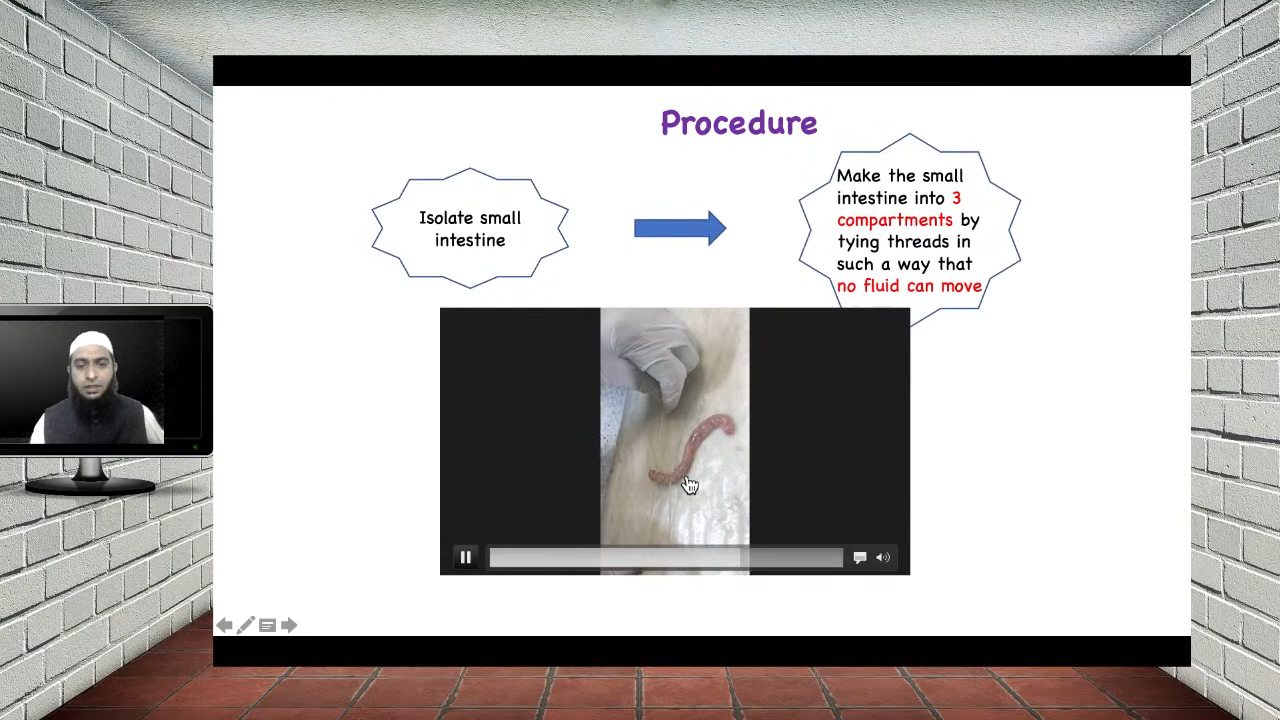 Procedure
Isolate small
intestine
Make the small
intestine into 3
compartments by
tying threads in
such a way that
no fluid can move